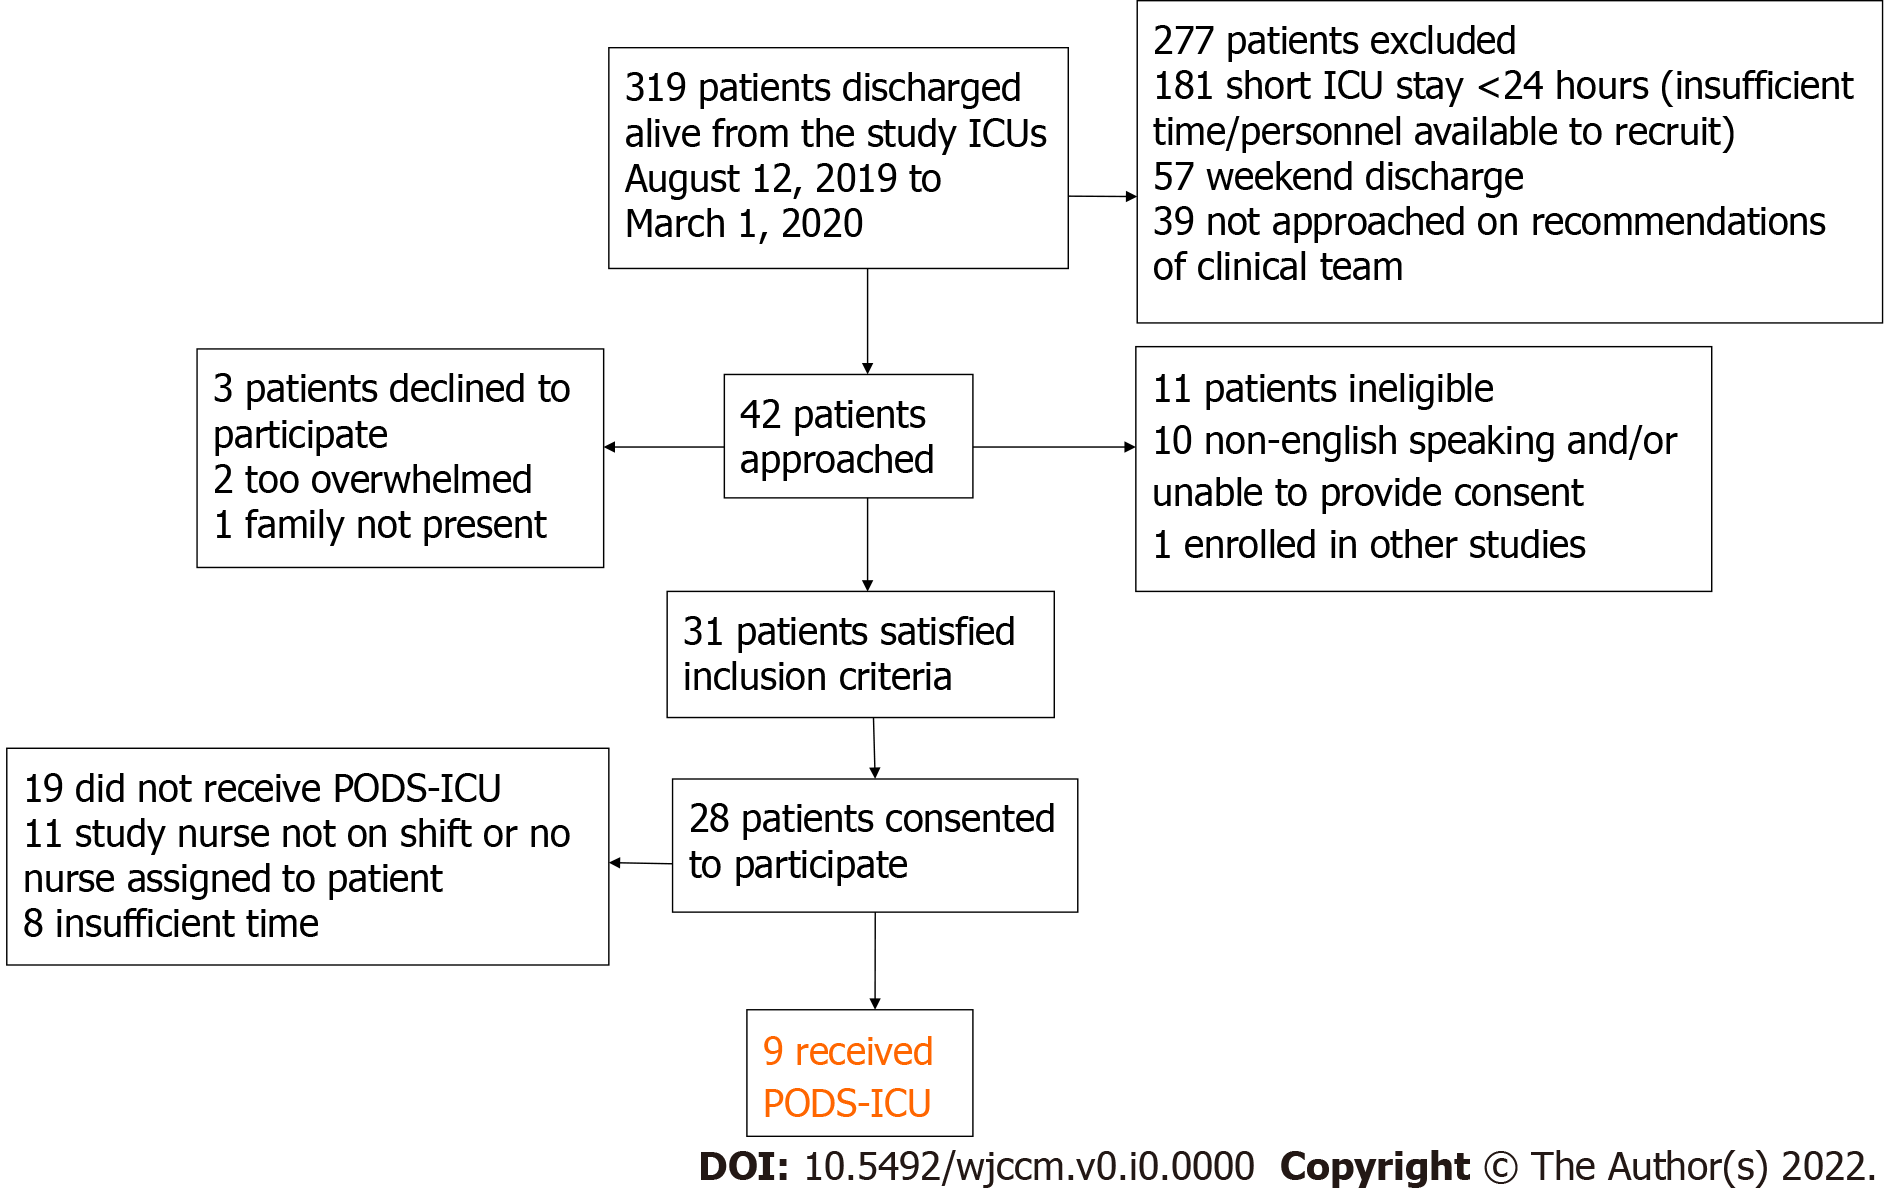 319 patients discharged
alive from the study ICUs
August 12, 2019 to
March 1, 2020
277 patients excluded
181 short ICU stay <24 hours (insufficient
time/personnel available to recruit)
57 weekend discharge
39 not approached on recommendations
of clinical team
3 patients declined to
participate
2 too overwhelmed
1 family not present
42 patients
approached
11 patients ineligible
10 non-english speaking and/or
unable to provide consent
1 enrolled in other studies
31 patients satisfied
inclusion criteria
19 did not receive PODS-ICU
11 study nurse not on shift or no
nurse assigned to patient
8 insufficient time
28 patients consented
to participate
9 received
PODS-ICU
DOI: 10.5492/wjccm.v0.i0.0000 Copyright © The Author(s) 2022.